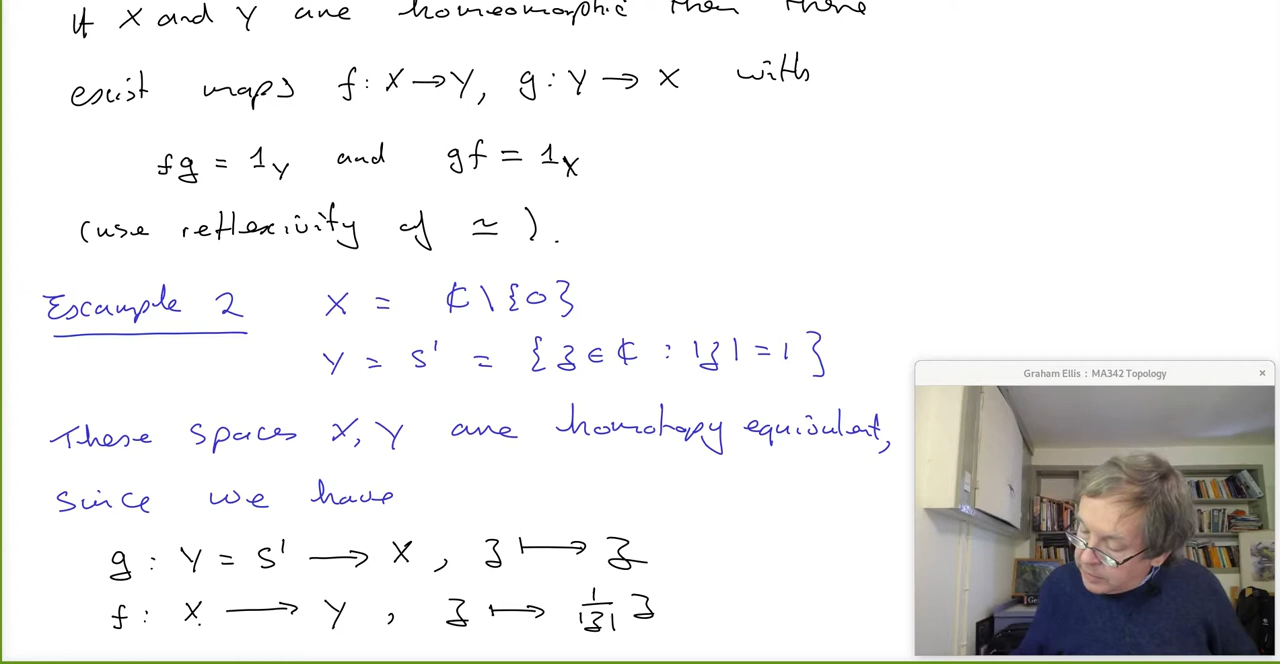 If X and Y are homeomorphic then there
exist maps f: X → Y, g: Y → X with
fg = 1_Y and gf = 1_X
(use reflexivity of ≃).
Example 2 X = ℂ \ {0}
Y = S¹ = {z ∈ ℂ : |z| = 1}
These spaces X, Y are homotopy equivalent,
since we have
g : Y = S¹ ⟶ X , z ⟼ z
f : X ⟶ Y , z ⟼ 1/|z| z
Graham Ellis : MA342 Topology ×